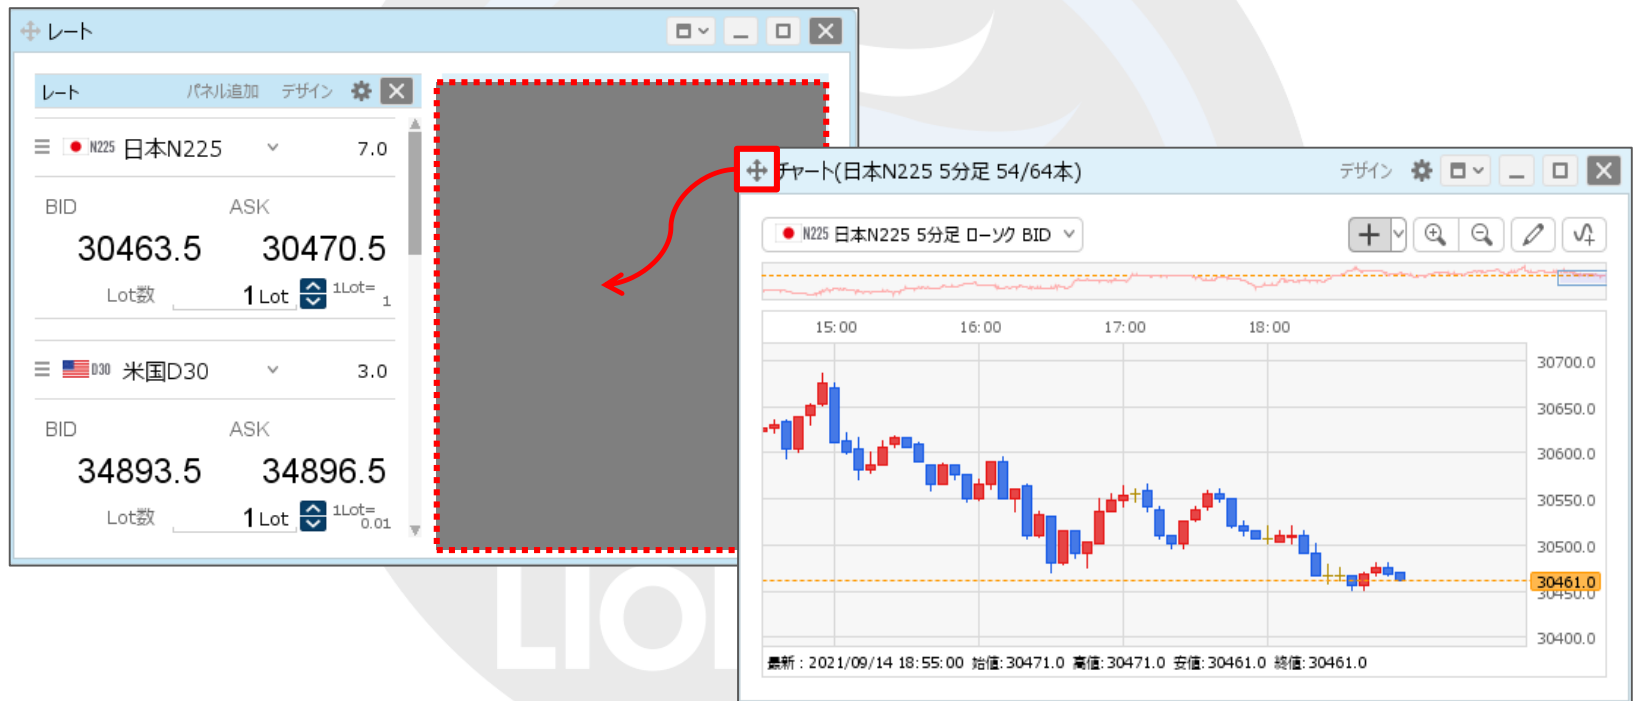 レート
レート パネル追加 デザイン
N225 日本N225 7.0
BID ASK
30463.5 30470.5
Lot数 1 Lot 1Lot= 1
D30 米国D30 3.0
BID ASK
34893.5 34896.5
Lot数 1 Lot 1Lot= 0.01
チャート(日本N225 5分足 54/64本) デザイン
N225 日本N225 5分足 ローソク BID
15:00 16:00 17:00 18:00
30700.0
30650.0
30600.0
30550.0
30500.0
30461.0
30450.0
30400.0
最新 : 2021/09/14 18:55:00 始値:30471.0 高値:30471.0 安値:30461.0 終値:30461.0